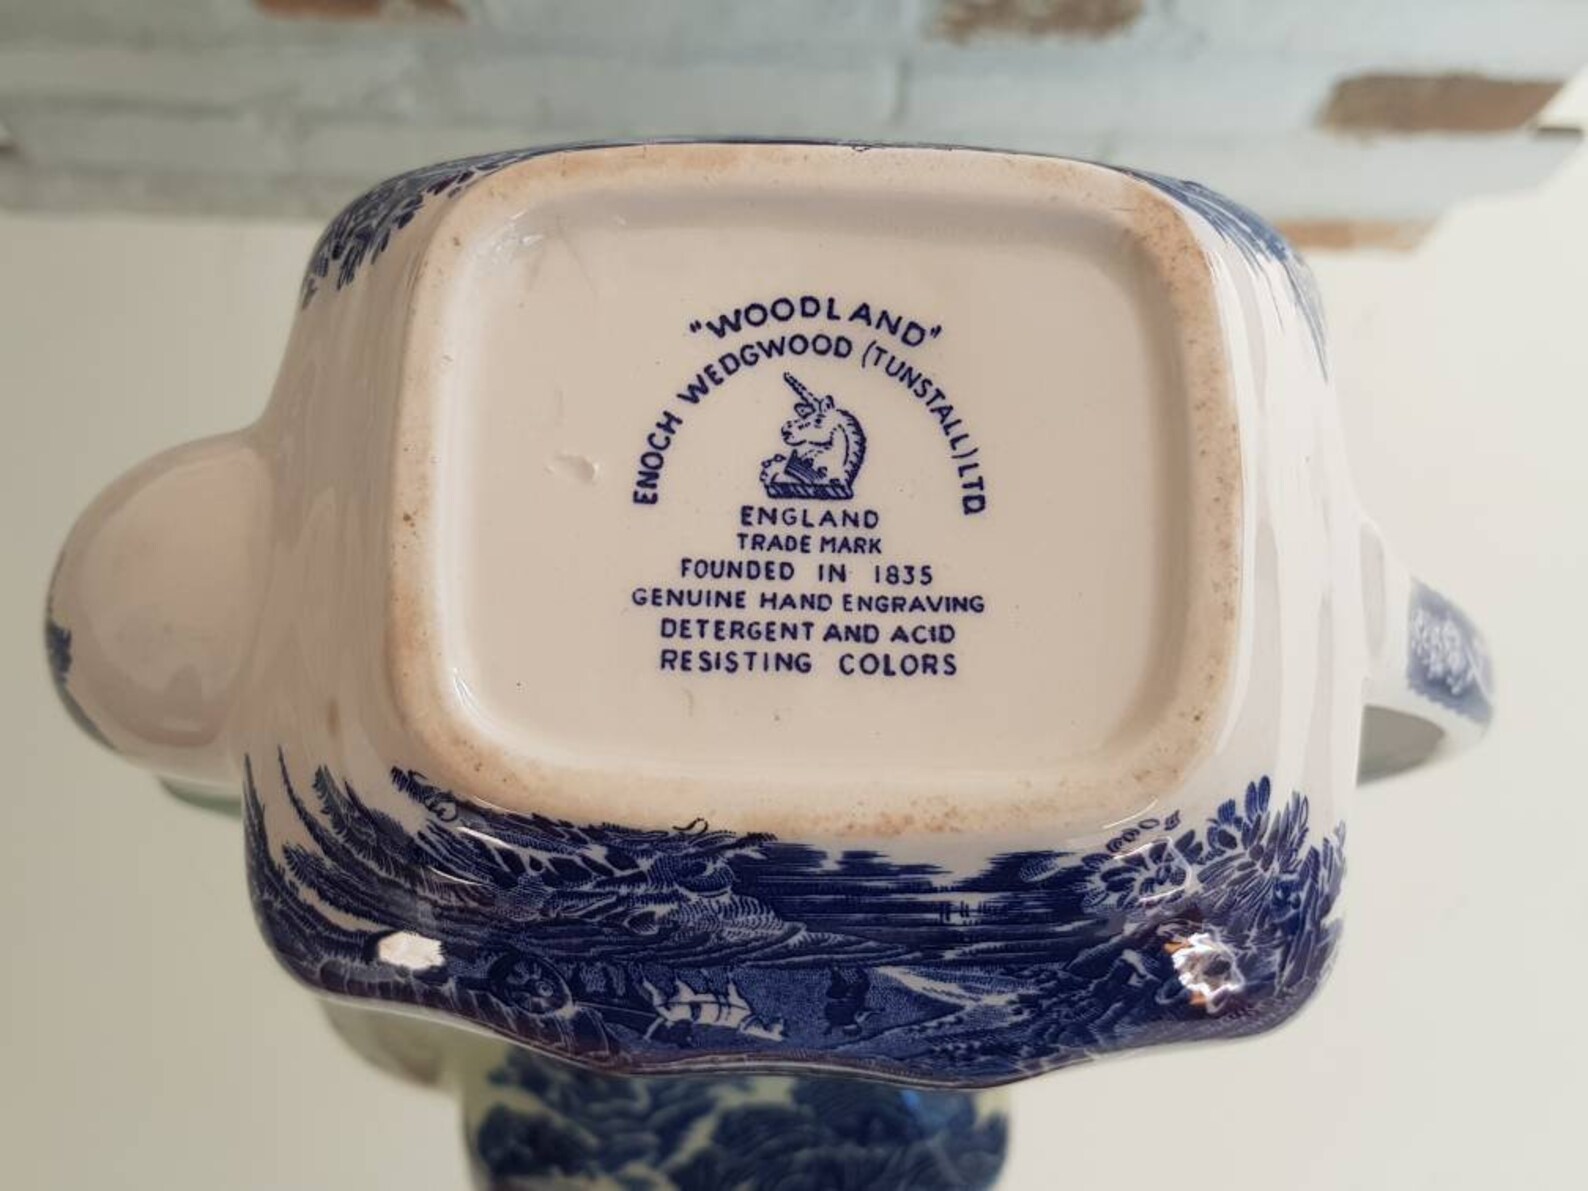 "WOODLAND"
ENOCH WEDGWOOD (TUNSTALL) LTD
ENGLAND
TRADE MARK
FOUNDED IN 1835
GENUINE HAND ENGRAVING
DETERGENT AND ACID
RESISTING COLORS